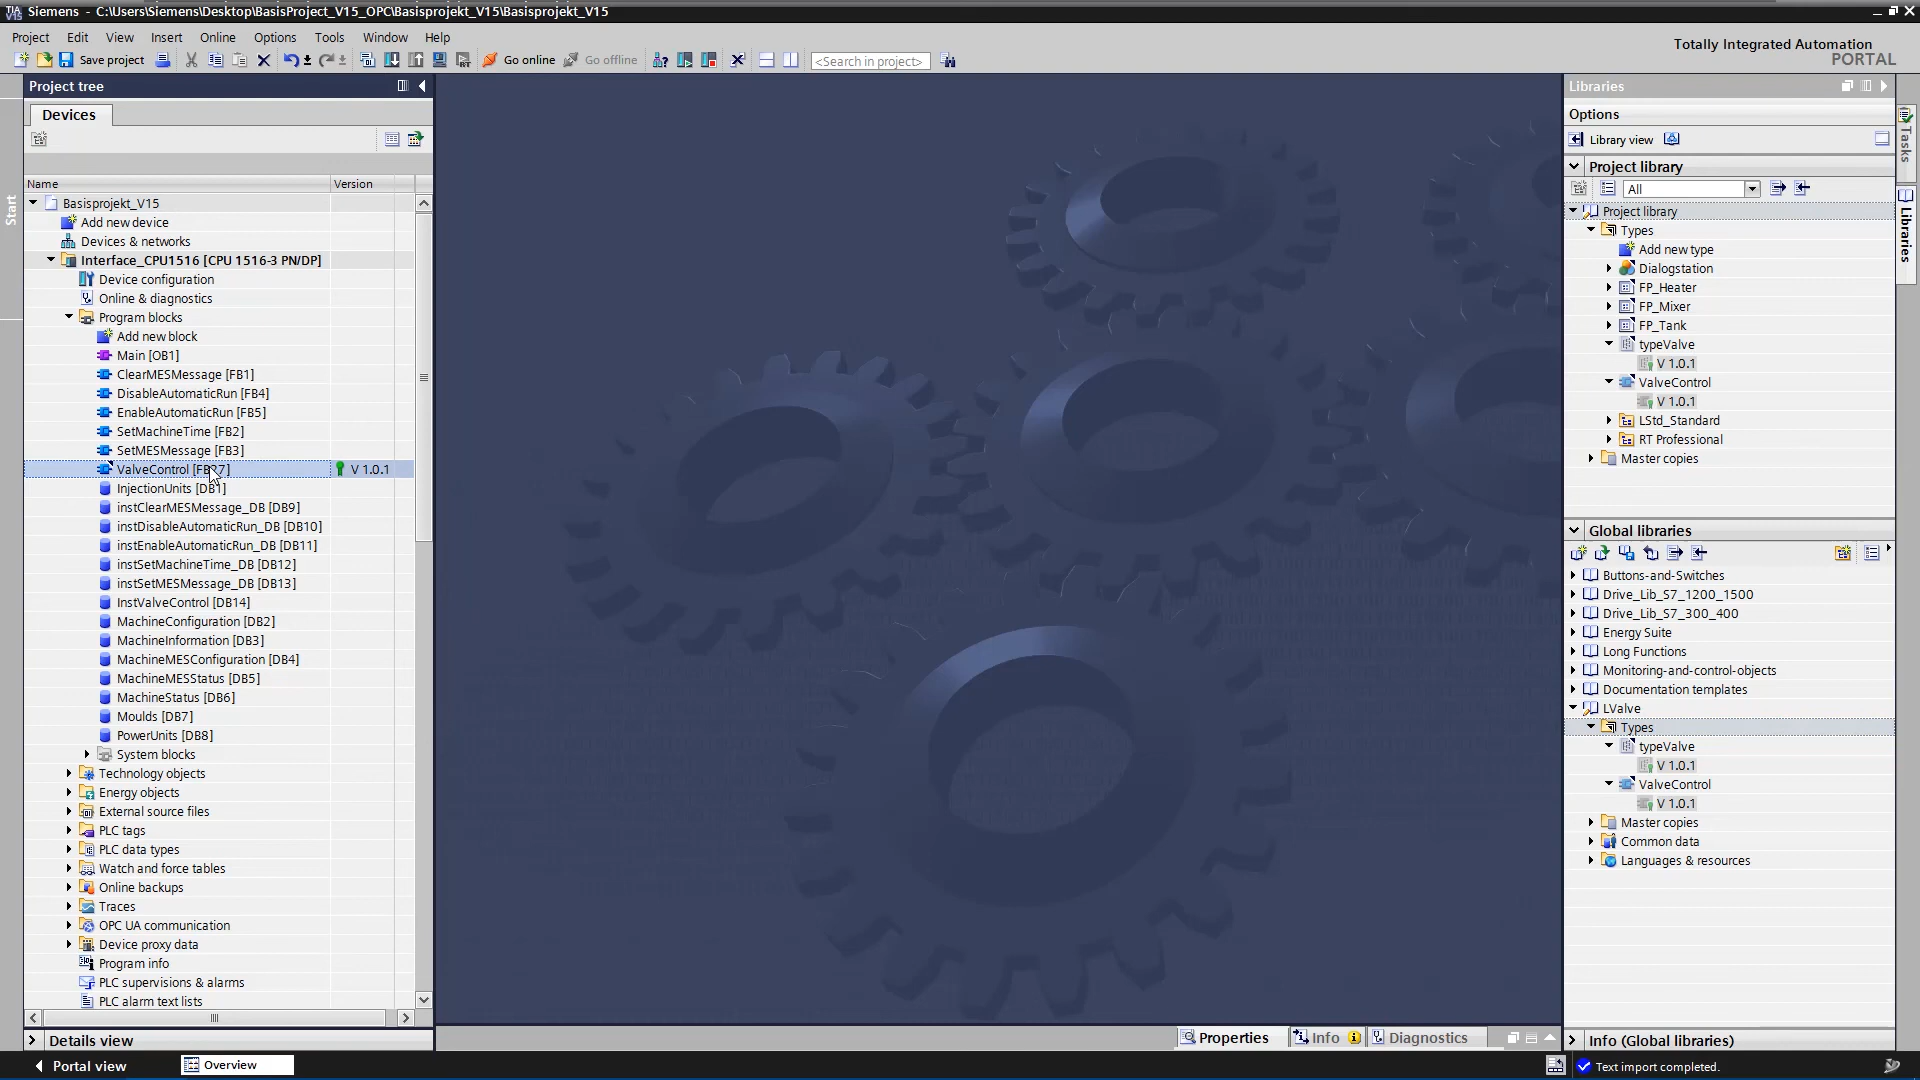 Siemens - C:\Users\Siemens\Desktop\BasisProject_V15_OPC\Basisprojekt_V15\Basisprojekt_V15
Project Edit View Insert Online Options Tools Window Help
Totally Integrated Automation
PORTAL
Save project
Go online
Go offline
<Search in project>
Project tree
Devices
Name Version
Start
Basisprojekt_V15
Add new device
Devices & networks
Interface_CPU1516 [CPU 1516-3 PN/DP]
Device configuration
Online & diagnostics
Program blocks
Add new block
Main [OB1]
ClearMESMessage [FB1]
DisableAutomaticRun [FB4]
EnableAutomaticRun [FB5]
SetMachineTime [FB2]
SetMESMessage [FB3]
ValveControl V 1.0.1
InjectionUnits [DB1]
instClearMESMessage_DB [DB9]
instDisableAutomaticRun_DB [DB10]
instEnableAutomaticRun_DB [DB11]
instSetMachineTime_DB [DB12]
instSetMESMessage_DB [DB13]
InstValveControl [DB14]
MachineConfiguration [DB2]
MachineInformation [DB3]
MachineMESConfiguration [DB4]
MachineMESStatus [DB5]
MachineStatus [DB6]
Moulds [DB7]
PowerUnits [DB8]
System blocks
Technology objects
Energy objects
External source files
PLC tags
PLC data types
Watch and force tables
Online backups
Traces
OPC UA communication
Device proxy data
Program info
PLC supervisions & alarms
PLC alarm text lists
Details view
Portal view
Overview
Properties
Info
Diagnostics
Libraries
Options
Library view
Project library
All
Project library
Types
Add new type
Dialogstation
FP_Heater
FP_Mixer
FP_Tank
typeValve
V 1.0.1
ValveControl
V 1.0.1
LStd_Standard
RT Professional
Master copies
Global libraries
Buttons-and-Switches
Drive_Lib_S7_1200_1500
Drive_Lib_S7_300_400
Energy Suite
Long Functions
Monitoring-and-control-objects
Documentation templates
LValve
Types
typeValve
V 1.0.1
ValveControl
V 1.0.1
Master copies
Common data
Languages & resources
Info (Global libraries)
Text import completed.
Tasks
Libraries